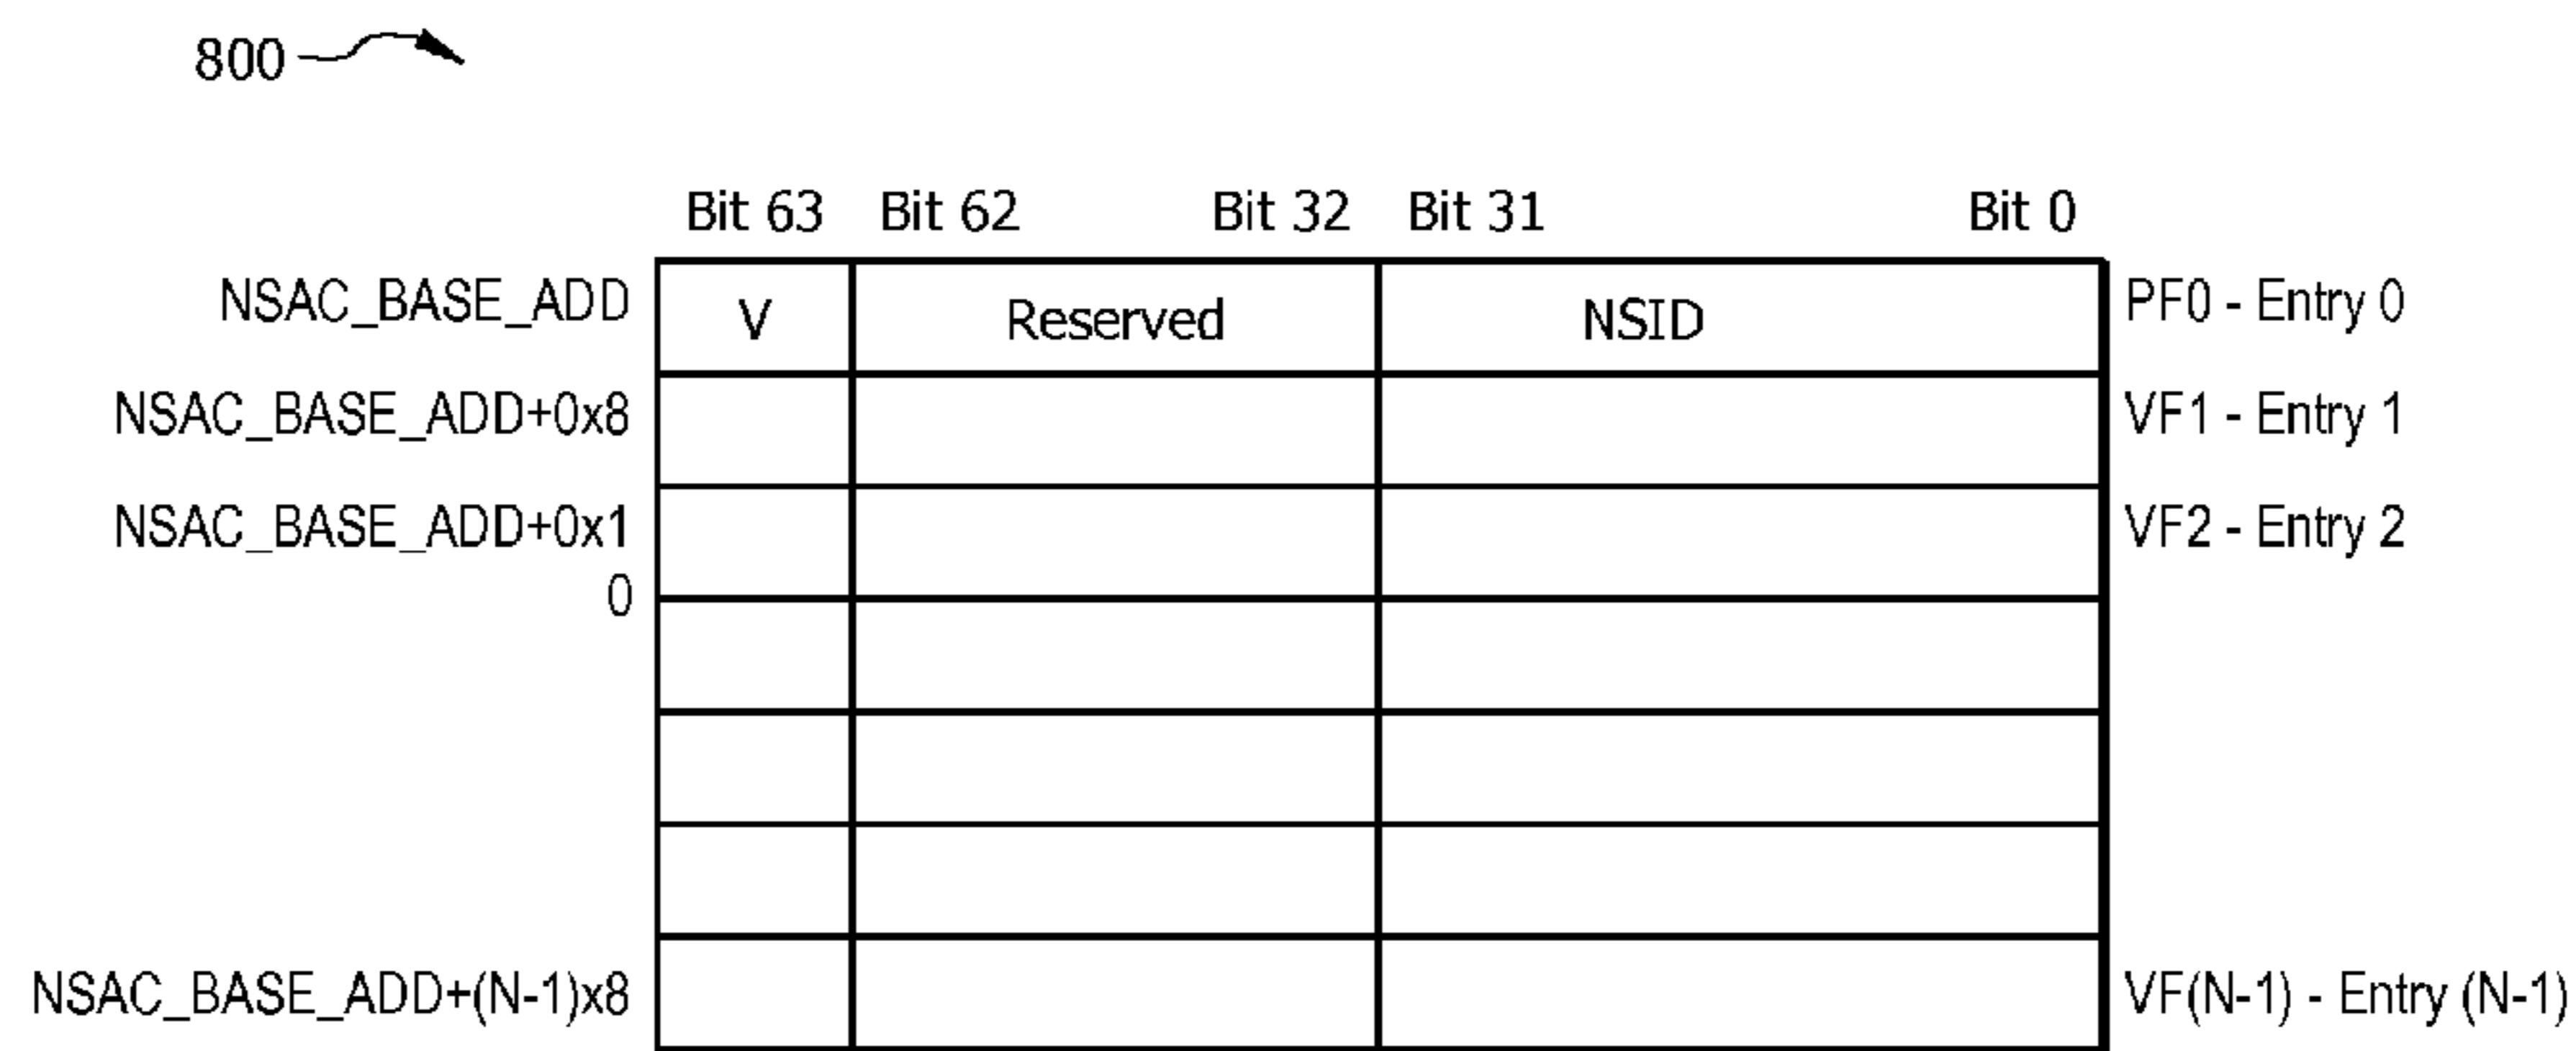 800
Bit 63 Bit 62 Bit 32 Bit 31 Bit 0
NSAC_BASE_ADD V Reserved NSID PF0 - Entry 0
NSAC_BASE_ADD+0x8 VF1 - Entry 1
NSAC_BASE_ADD+0x1 VF2 - Entry 2
0
NSAC_BASE_ADD+(N-1)x8 VF(N-1) - Entry (N-1)